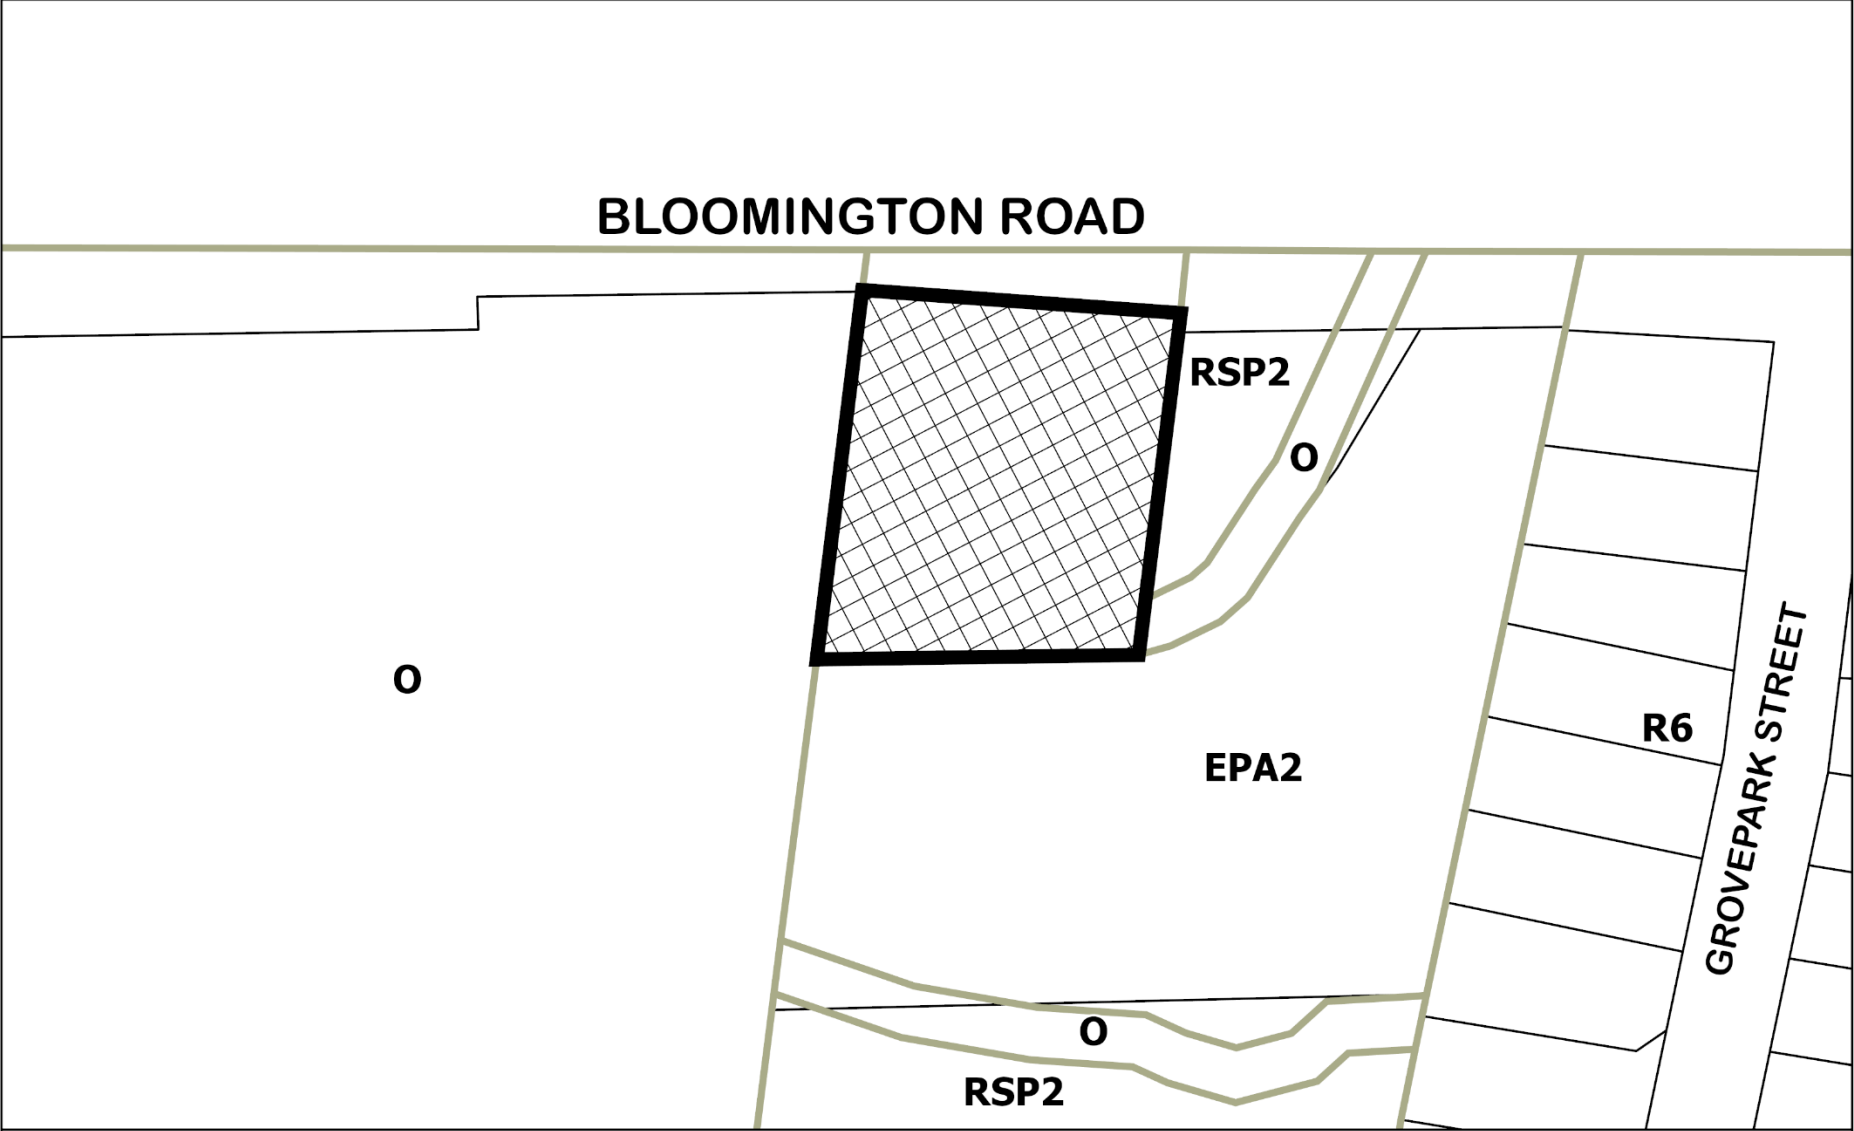 BLOOMINGTON ROAD
RSP2
O
O
R6
EPA2
GROVEPARK STREET
O
RSP2